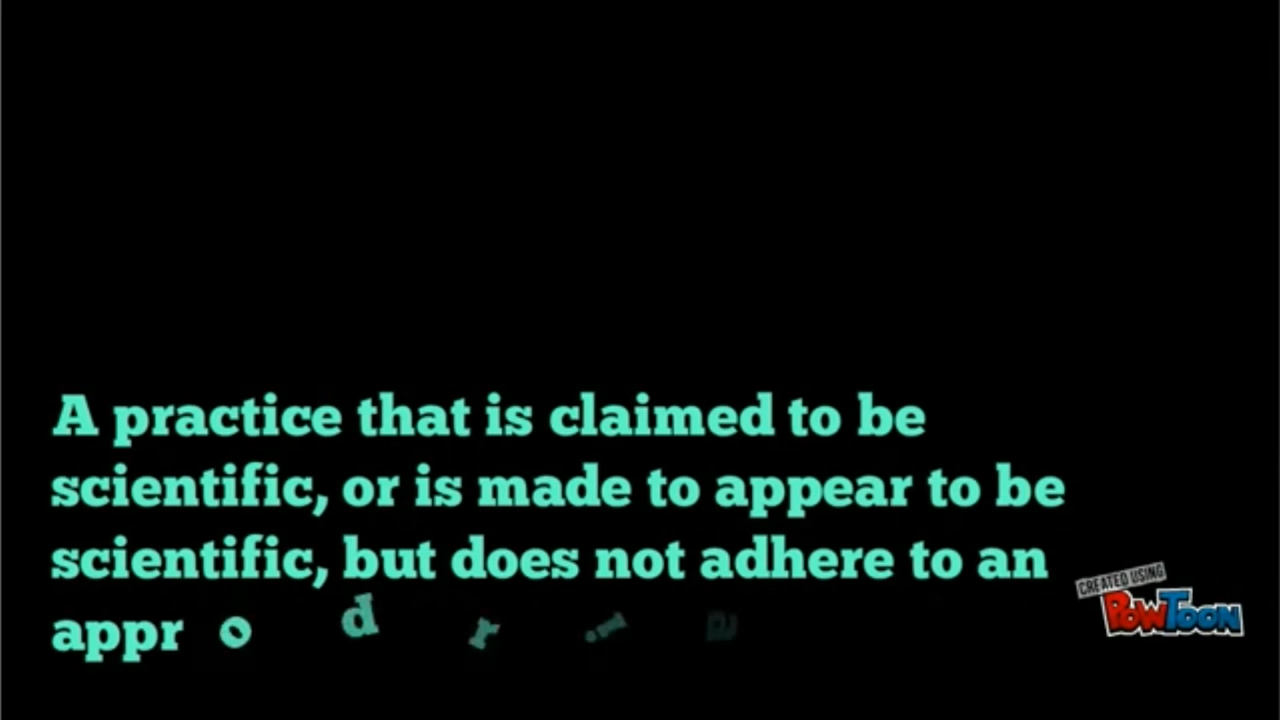 A practice that is claimed to be
scientific, or is made to appear to be
scientific, but does not adhere to an
CREATED USING
POWTOON